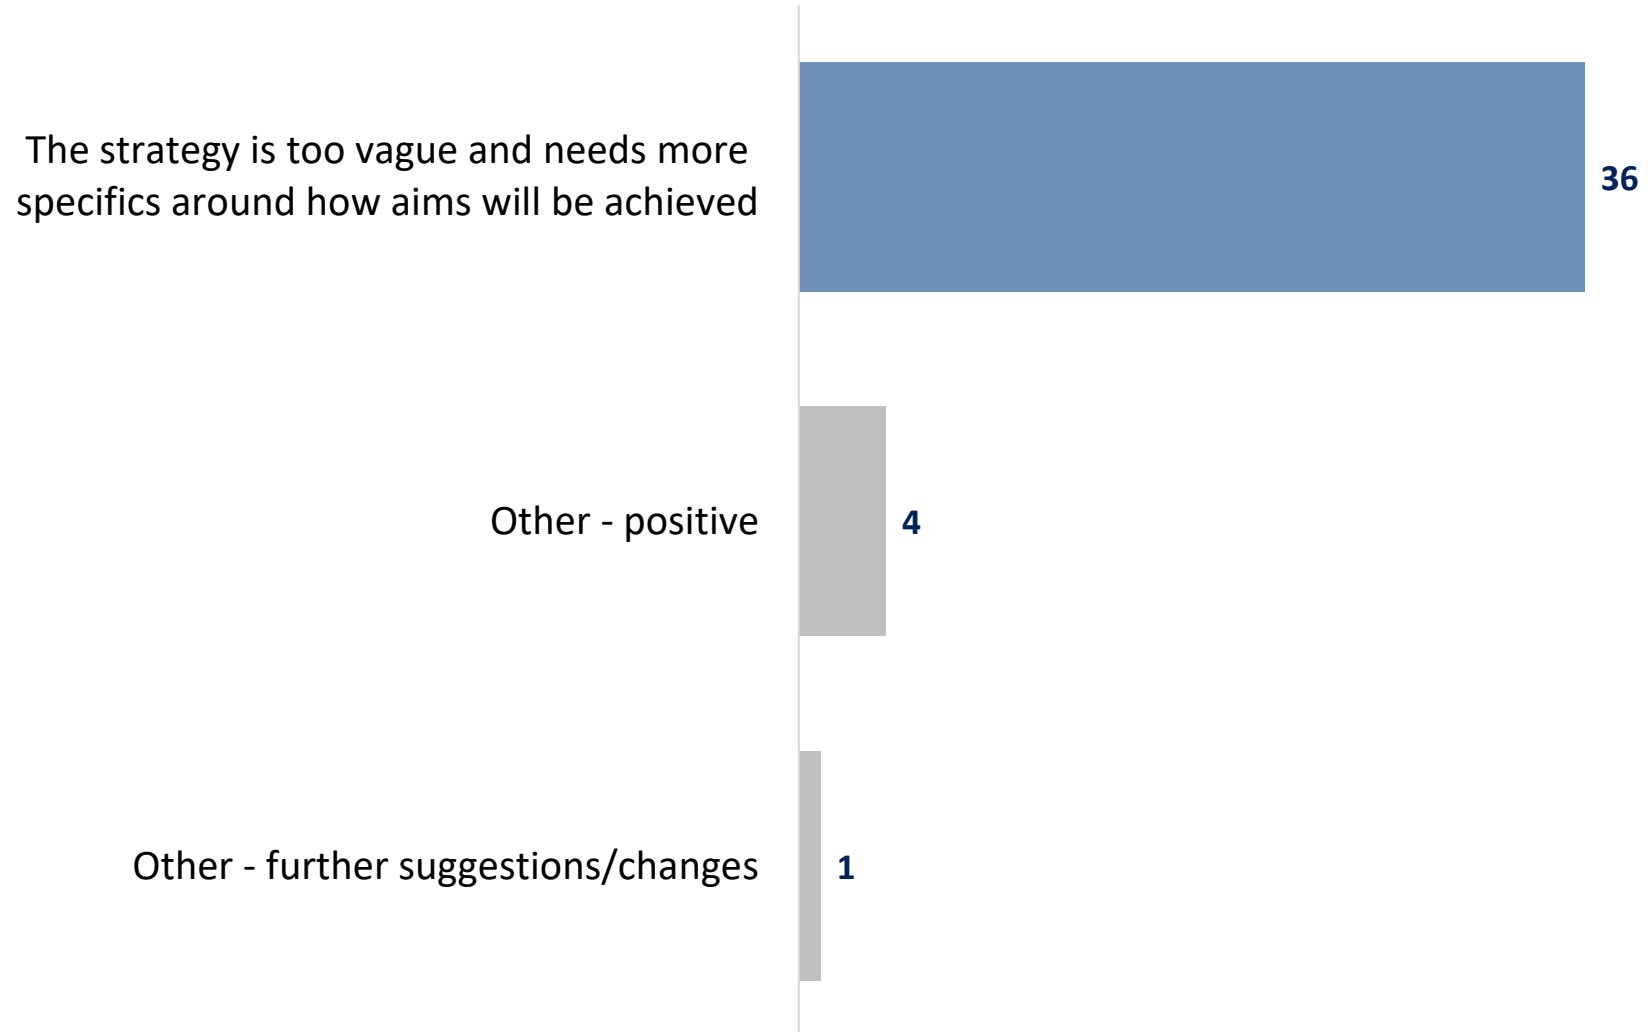 The strategy is too vague and needs more
specifics around how aims will be achieved
36
Other - positive
4
Other - further suggestions/changes
1